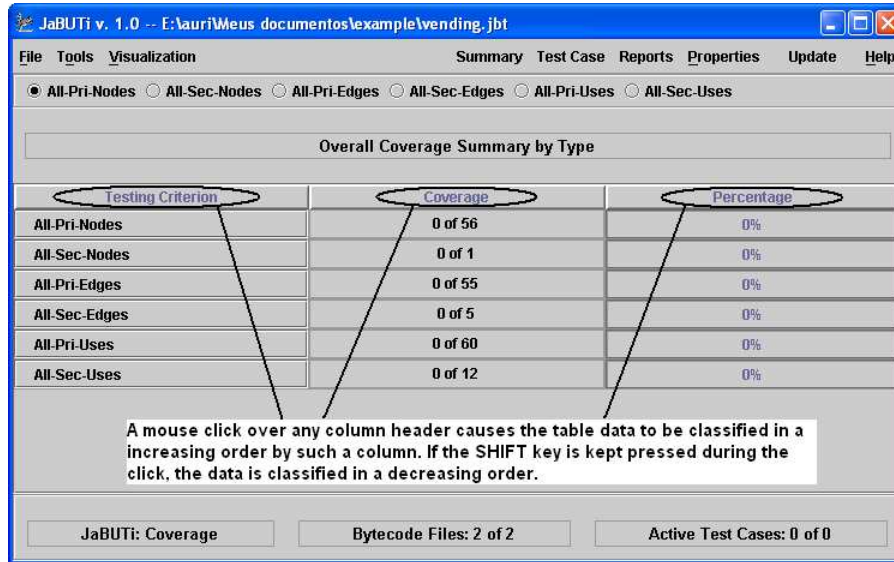 JaBUTi v. 1.0 -- E:\auri\Meus documentos\example\vending.jbt
File Tools Visualization Summary Test Case Reports Properties Update Help
All-Pri-Nodes All-Sec-Nodes All-Pri-Edges All-Sec-Edges All-Pri-Uses All-Sec-Uses
Overall Coverage Summary by Type
Testing Criterion Coverage Percentage
All-Pri-Nodes 0 of 56 0%
All-Sec-Nodes 0 of 1 0%
All-Pri-Edges 0 of 55 0%
All-Sec-Edges 0 of 5 0%
All-Pri-Uses 0 of 60 0%
All-Sec-Uses 0 of 12 0%
A mouse click over any column header causes the table data to be classified in a
increasing order by such a column. If the SHIFT key is kept pressed during the
click, the data is classified in a decreasing order.
JaBUTi: Coverage Bytecode Files: 2 of 2 Active Test Cases: 0 of 0